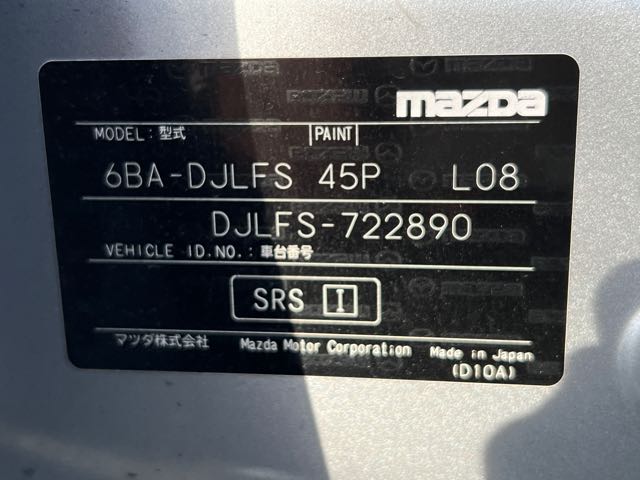 mazda
MODEL: 型式 PAINT
6BA-DJLFS 45P L08
DJLFS-722890
VEHICLE ID.NO.: 車台番号
SRS I
マツダ株式会社 Mazda Motor Corporation Made in Japan
(D10A)